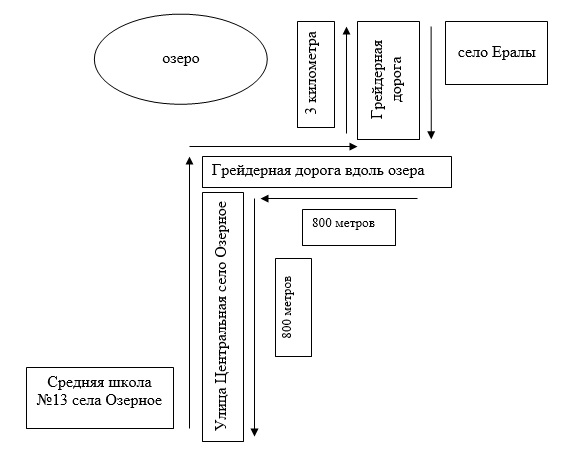 озеро
3 километра
Грейдерная
дорога
село Ералы
Грейдерная дорога вдоль озера
800 метров
Улица Центральная село Озерное
800 метров
Средняя школа
№13 села Озерное